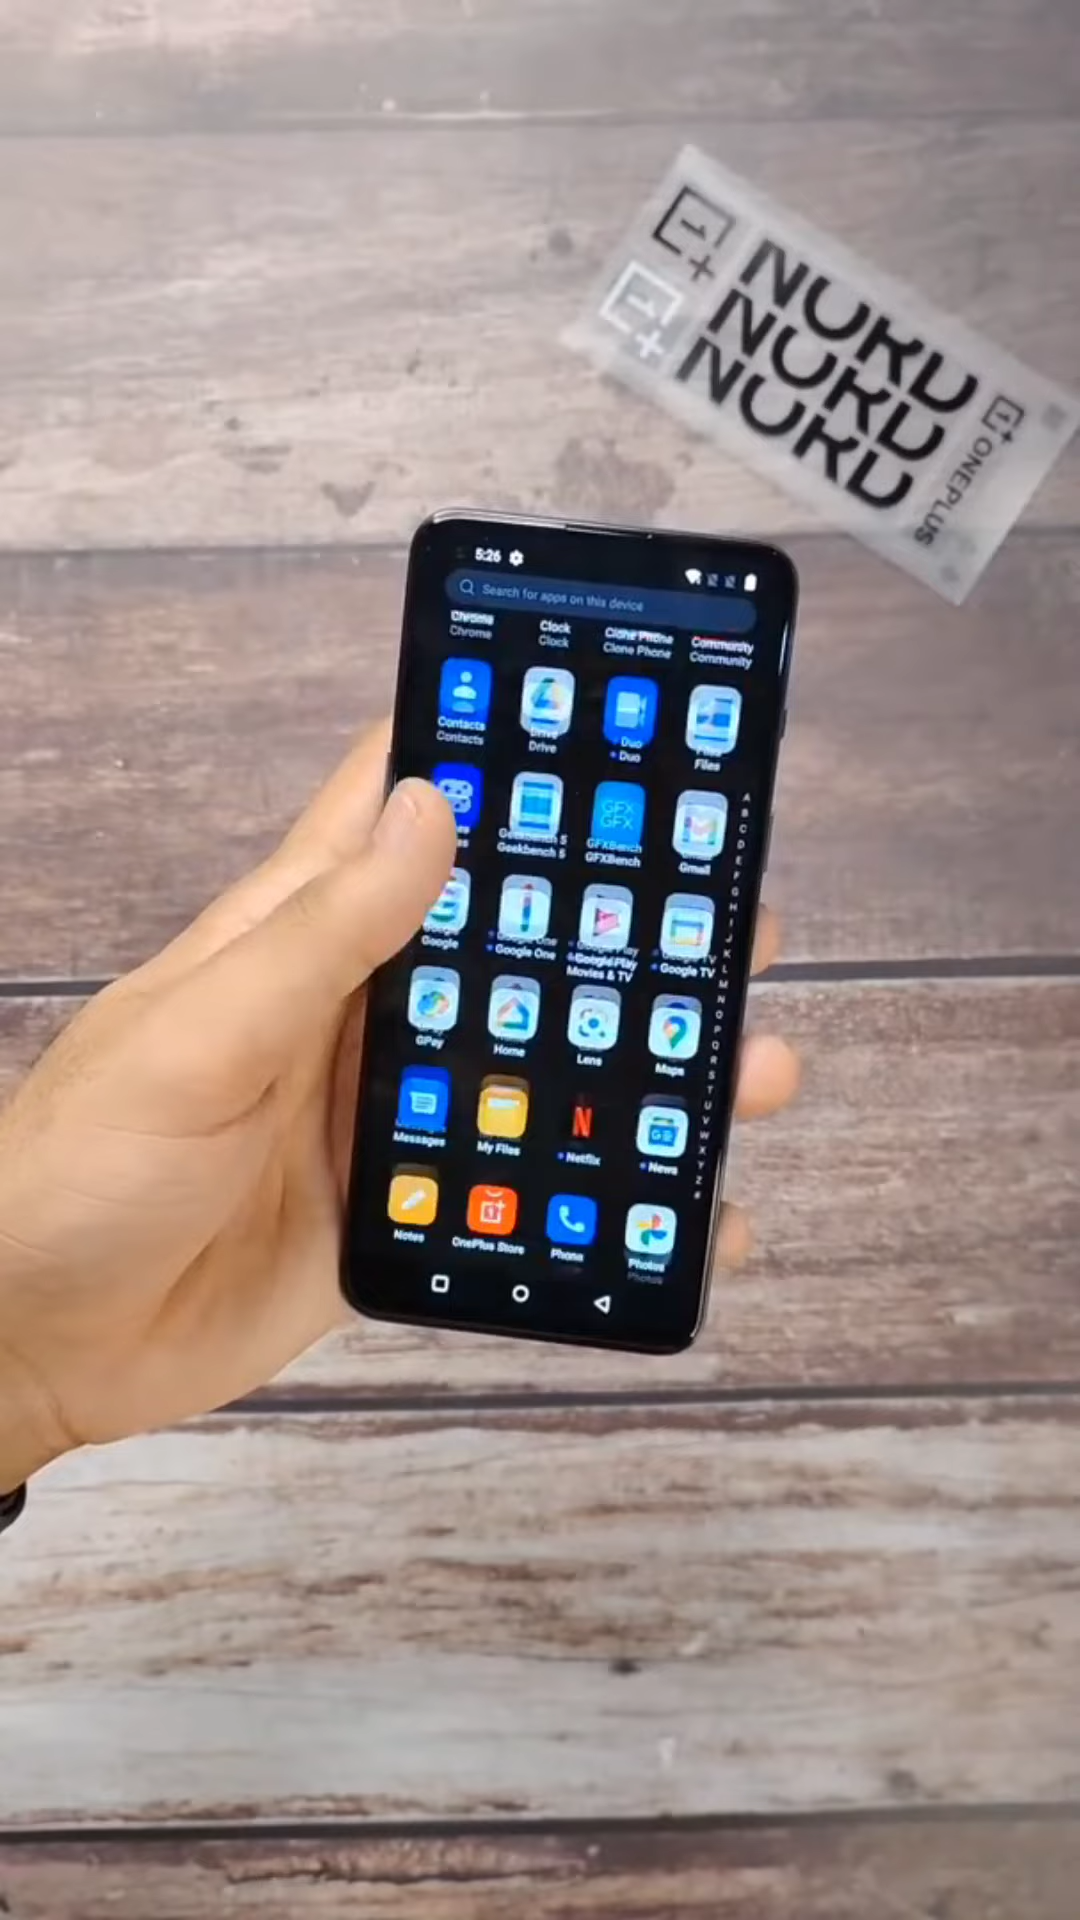 NORD
NORD
NORD
ONEPLUS
5:26
Search for apps on this device
Chrome Clock Clone Phone Community
Contacts Drive Duo Files
Geekbench 5 GFXBench Gmail
Google Google One Google Play Movies & TV Google TV
GPay Home Lens Maps
Messages My Files Netflix News
Notes OnePlus Store Phone Photos
A
B
C
D
E
F
G
H
I
J
K
L
M
N
O
P
Q
R
S
T
U
V
W
X
Y
Z
#